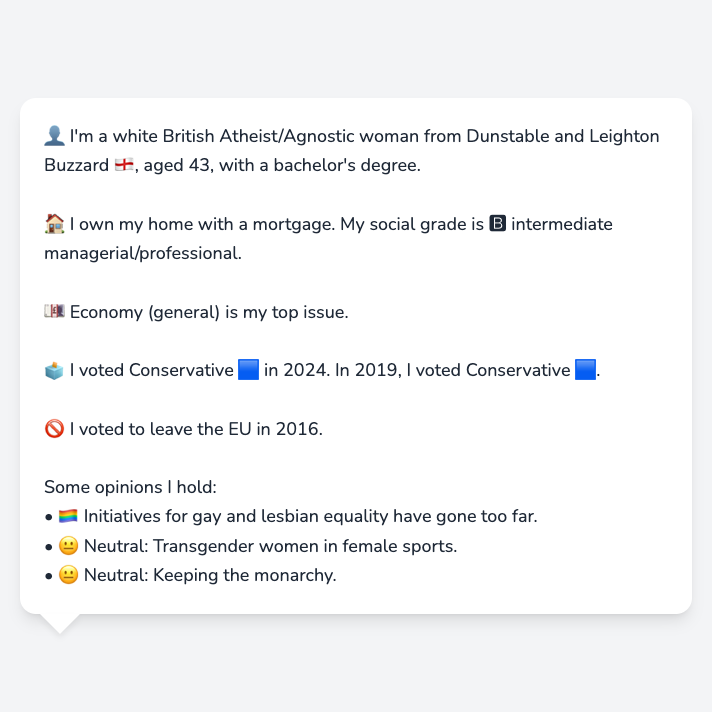 👤 I'm a white British Atheist/Agnostic woman from Dunstable and Leighton
Buzzard 🏴󠁧󠁢󠁥󠁮󠁧󠁿, aged 43, with a bachelor's degree.
🏠 I own my home with a mortgage. My social grade is 🅱 intermediate
managerial/professional.
💷 Economy (general) is my top issue.
🗳️ I voted Conservative 🟦 in 2024. In 2019, I voted Conservative 🟦.
🚫 I voted to leave the EU in 2016.
Some opinions I hold:
• 🏳️‍🌈 Initiatives for gay and lesbian equality have gone too far.
• 😐 Neutral: Transgender women in female sports.
• 😐 Neutral: Keeping the monarchy.